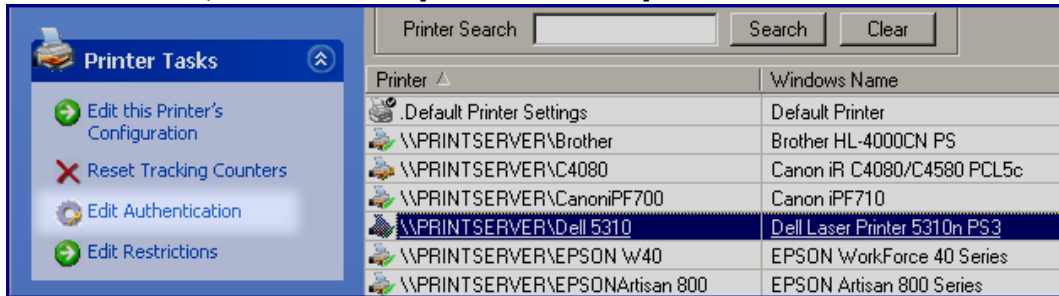 Printer Search Search Clear
Printer Tasks
Edit this Printer's
Configuration
Reset Tracking Counters
Edit Authentication
Edit Restrictions
Printer Windows Name
.Default Printer Settings Default Printer
\\PRINTSERVER\Brother Brother HL-4000CN PS
\\PRINTSERVER\C4080 Canon iR C4080/C4580 PCL5c
\\PRINTSERVER\CanoniPF700 Canon iPF710
\\PRINTSERVER\Dell 5310 Dell Laser Printer 5310n PS3
\\PRINTSERVER\EPSON W40 EPSON WorkForce 40 Series
\\PRINTSERVER\EPSONArtisan 800 EPSON Artisan 800 Series